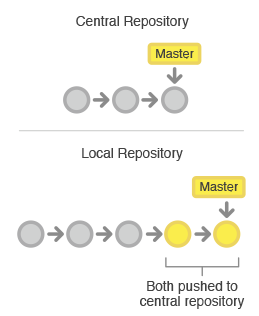 Central Repository
Master
Local Repository
Master
Both pushed to
central repository